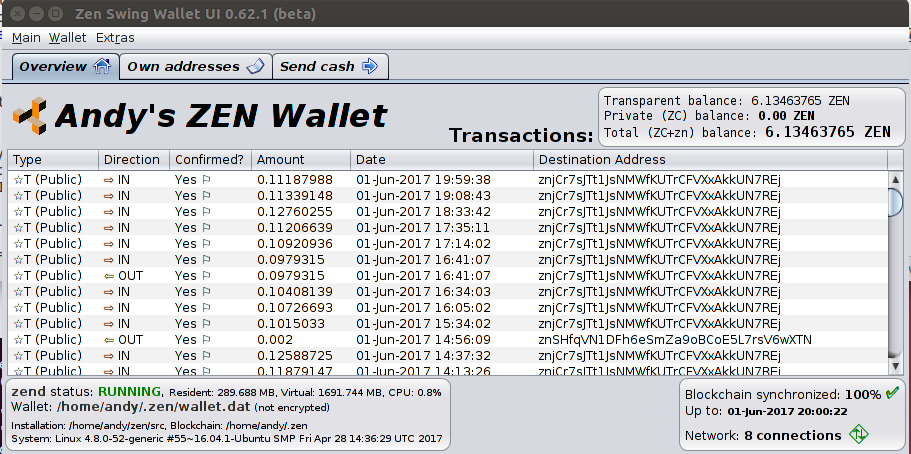 Zen Swing Wallet UI 0.62.1 (beta)
Main Wallet Extras
Overview Own addresses Send cash
Andy's ZEN Wallet
Transactions:
Transparent balance: 6.13463765 ZEN
Private (ZC) balance: 0.00 ZEN
Total (ZC+zn) balance: 6.13463765 ZEN
Type Direction Confirmed? Amount Date Destination Address
☆T (Public) ⇨ IN Yes ⚐ 0.11187988 01-Jun-2017 19:59:38 znjCr7sJTt1JsNMWfKUTrCFVXxAkkUN7REj
☆T (Public) ⇨ IN Yes ⚐ 0.11339148 01-Jun-2017 19:08:43 znjCr7sJTt1JsNMWfKUTrCFVXxAkkUN7REj
☆T (Public) ⇨ IN Yes ⚐ 0.12760255 01-Jun-2017 18:33:42 znjCr7sJTt1JsNMWfKUTrCFVXxAkkUN7REj
☆T (Public) ⇨ IN Yes ⚐ 0.11206639 01-Jun-2017 17:35:11 znjCr7sJTt1JsNMWfKUTrCFVXxAkkUN7REj
☆T (Public) ⇨ IN Yes ⚐ 0.10920936 01-Jun-2017 17:14:02 znjCr7sJTt1JsNMWfKUTrCFVXxAkkUN7REj
☆T (Public) ⇨ IN Yes ⚐ 0.0979315 01-Jun-2017 16:41:07 znjCr7sJTt1JsNMWfKUTrCFVXxAkkUN7REj
☆T (Public) ⇦ OUT Yes ⚐ 0.0979315 01-Jun-2017 16:41:07 znjCr7sJTt1JsNMWfKUTrCFVXxAkkUN7REj
☆T (Public) ⇨ IN Yes ⚐ 0.10408139 01-Jun-2017 16:34:03 znjCr7sJTt1JsNMWfKUTrCFVXxAkkUN7REj
☆T (Public) ⇨ IN Yes ⚐ 0.10726693 01-Jun-2017 16:05:02 znjCr7sJTt1JsNMWfKUTrCFVXxAkkUN7REj
☆T (Public) ⇨ IN Yes ⚐ 0.1015033 01-Jun-2017 15:34:02 znjCr7sJTt1JsNMWfKUTrCFVXxAkkUN7REj
☆T (Public) ⇦ OUT Yes ⚐ 0.002 01-Jun-2017 14:56:09 znSHfqVN1DFh6eSmZa9oBCoE5L7rsV6wXTN
☆T (Public) ⇨ IN Yes ⚐ 0.12588725 01-Jun-2017 14:37:32 znjCr7sJTt1JsNMWfKUTrCFVXxAkkUN7REj
☆T (Public) ⇨ IN Yes ⚐ 0.11879147 01-Jun-2017 14:13:26 znjCr7sJTt1JsNMWfKUTrCFVXxAkkUN7REj
zend status: RUNNING, Resident: 289.688 MB, Virtual: 1691.744 MB, CPU: 0.8%
Wallet: /home/andy/.zen/wallet.dat (not encrypted)
Installation: /home/andy/zen/src, Blockchain: /home/andy/.zen
System: Linux 4.8.0-52-generic #55~16.04.1-Ubuntu SMP Fri Apr 28 14:36:29 UTC 2017
Blockchain synchronized: 100% ✔
Up to: 01-Jun-2017 20:00:22
Network: 8 connections